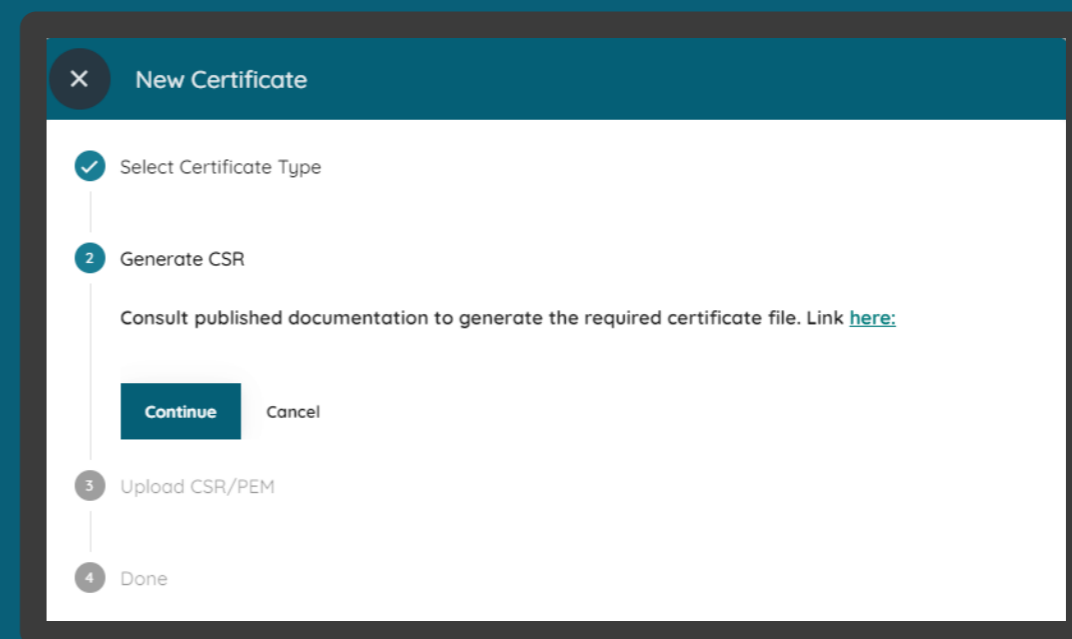 New Certificate
Select Certificate Type
2 Generate CSR
Consult published documentation to generate the required certificate file. Link here:
Continue Cancel
3 Upload CSR/PEM
4 Done